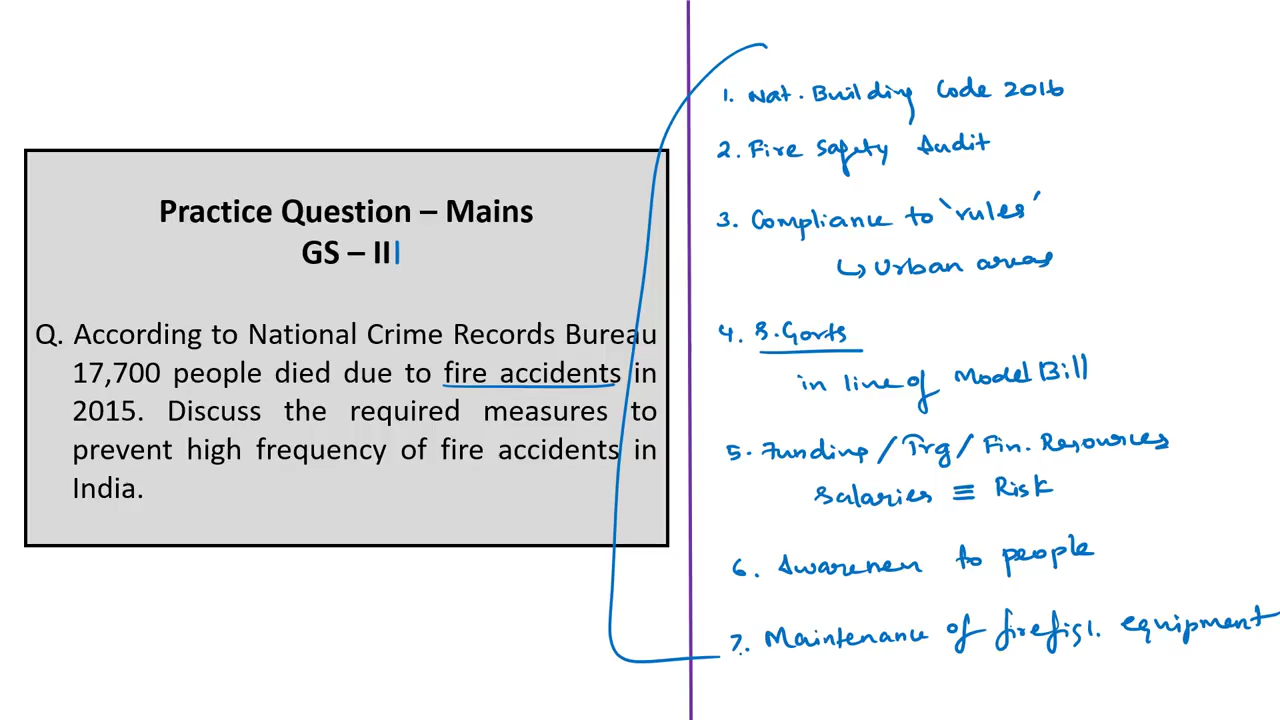 Practice Question – Mains
GS – III
Q. According to National Crime Records Bureau
17,700 people died due to fire accidents in
2015. Discuss the required measures to
prevent high frequency of fire accidents in
India.
1. Nat. Building Code 2016
2. Fire Safety Audit
3. Compliance to 'rules'
↳ Urban areas
4. S. Govts
in line of Model Bill
5. Funding / Trg / Fin. Resources
Salaries ≡ Risk
6. Awareness to people
7. Maintenance of firefig. equipment